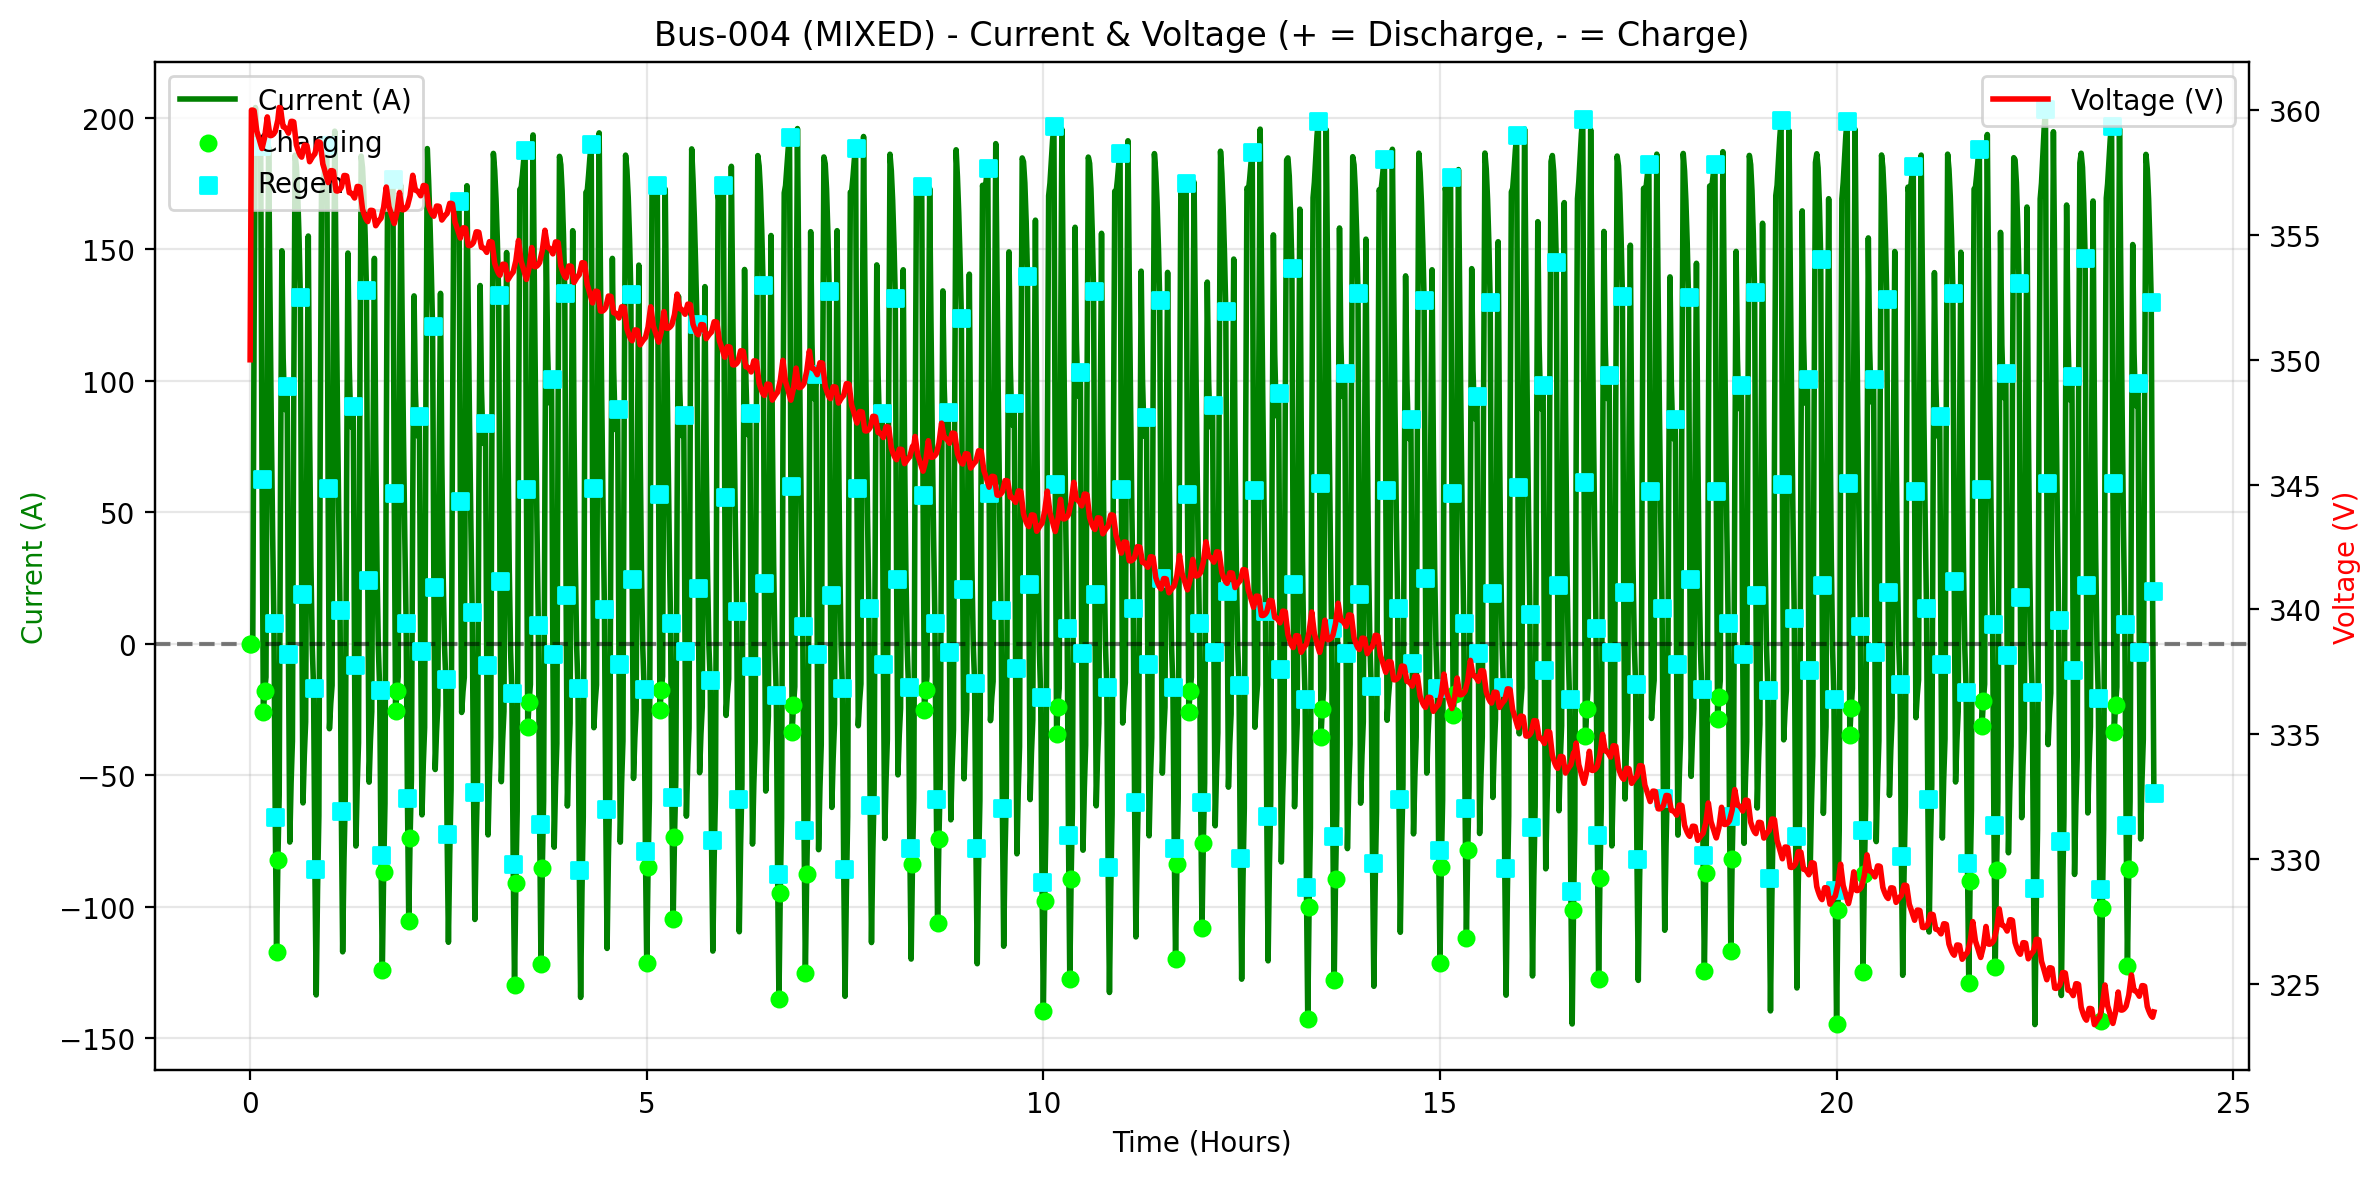 Bus-004 (MIXED) - Current & Voltage (+ = Discharge, - = Charge)
Current (A)
Charging
Regen
Voltage (V)
200
150
100
50
0
−50
−100
−150
Current (A)
360
355
350
345
340
335
330
325
Voltage (V)
0
5
10
15
20
25
Time (Hours)